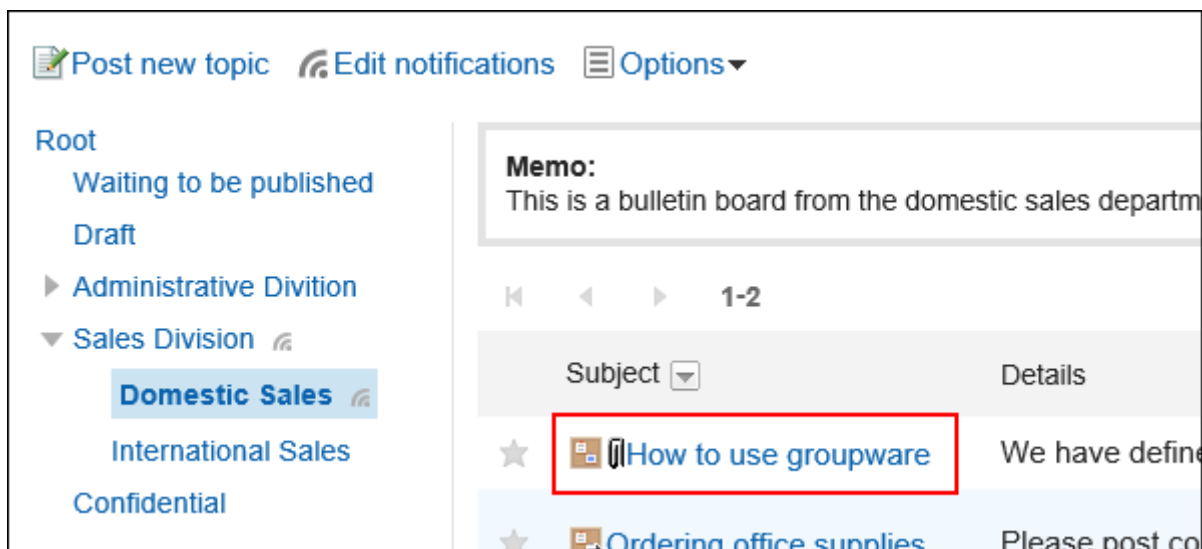 Post new topic Edit notifications Options
Root
Waiting to be published
Draft
Administrative Divition
Sales Division
Domestic Sales
International Sales
Confidential
Memo:
This is a bulletin board from the domestic sales departm
1-2
Subject Details
How to use groupware We have define
Ordering office supplies Please post co